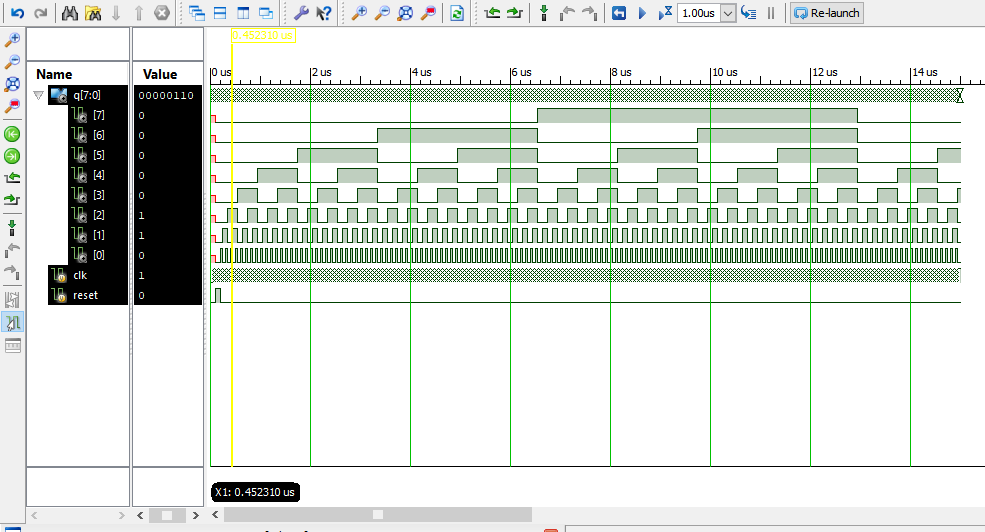 1.00us Re-launch
0.452310 us
Name Value
0 us 2 us 4 us 6 us 8 us 10 us 12 us 14 us
q[7:0] 00000110
[7] 0
[6] 0
[5] 0
[4] 0
[3] 0
[2] 1
[1] 1
[0] 0
clk 1
reset 0
X1: 0.452310 us